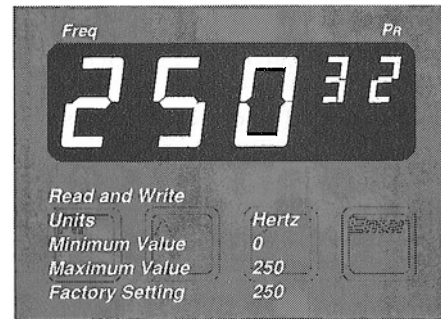 Freq PR
250 32
Read and Write
Units Hertz
Minimum Value 0
Maximum Value 250
Factory Setting 250